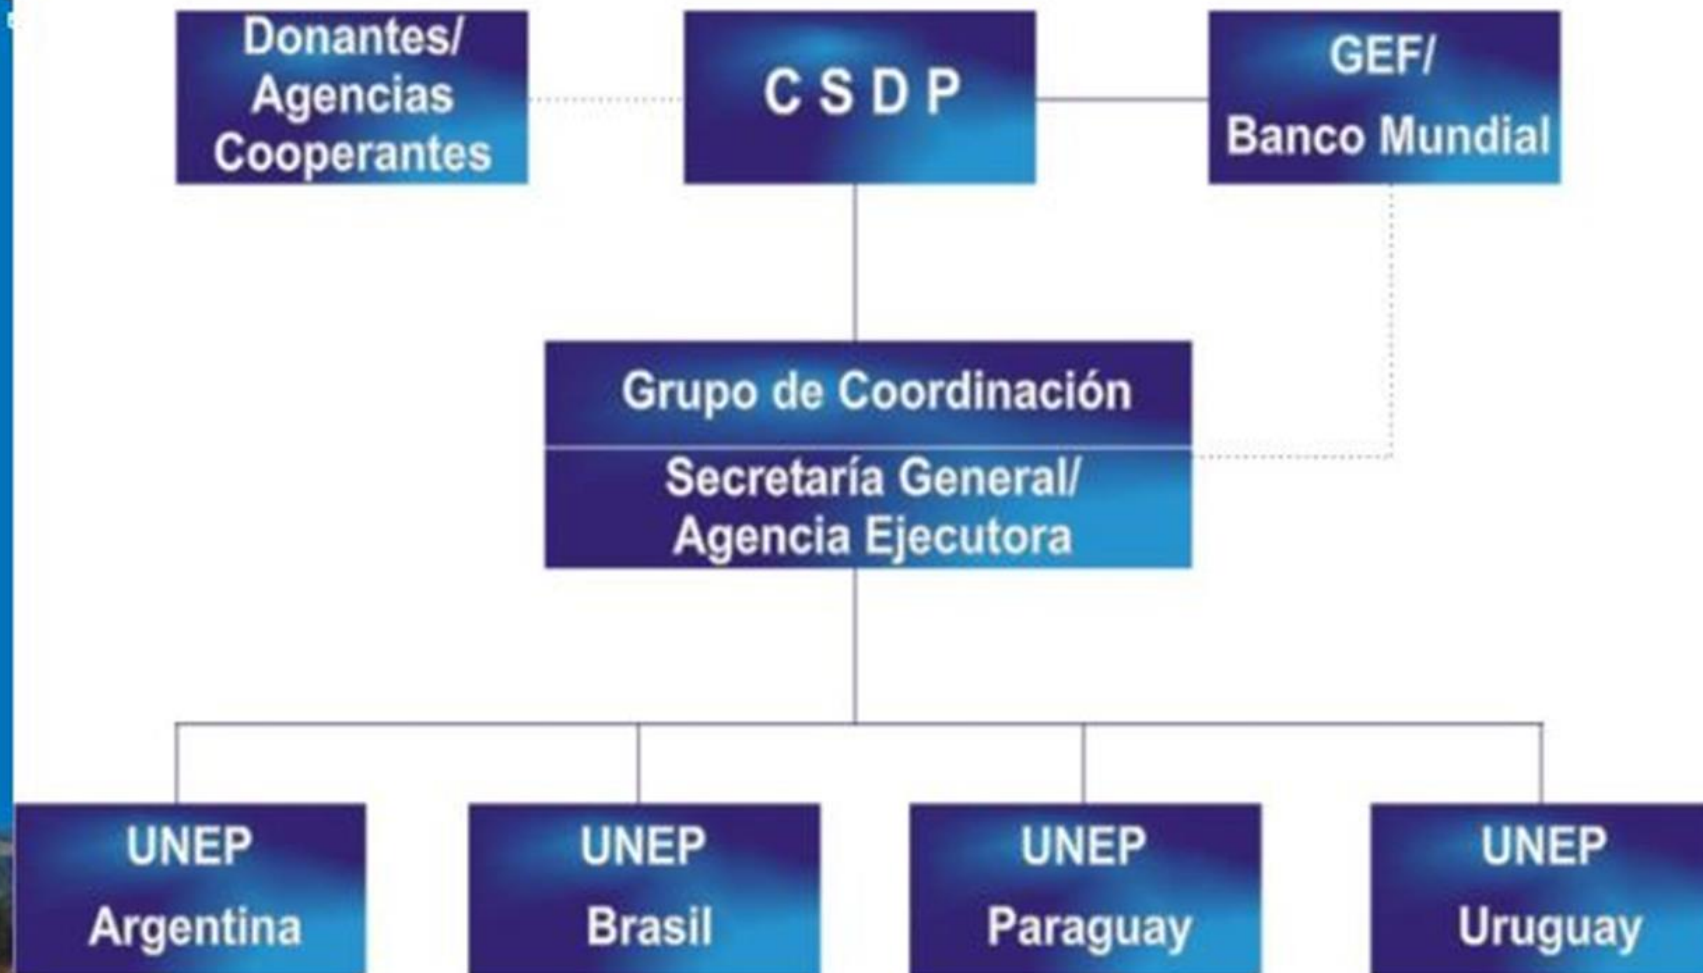 Donantes/
Agencias
Cooperantes
C S D P
GEF/
Banco Mundial
Grupo de Coordinación
Secretaría General/
Agencia Ejecutora
UNEP
Argentina
UNEP
Brasil
UNEP
Paraguay
UNEP
Uruguay